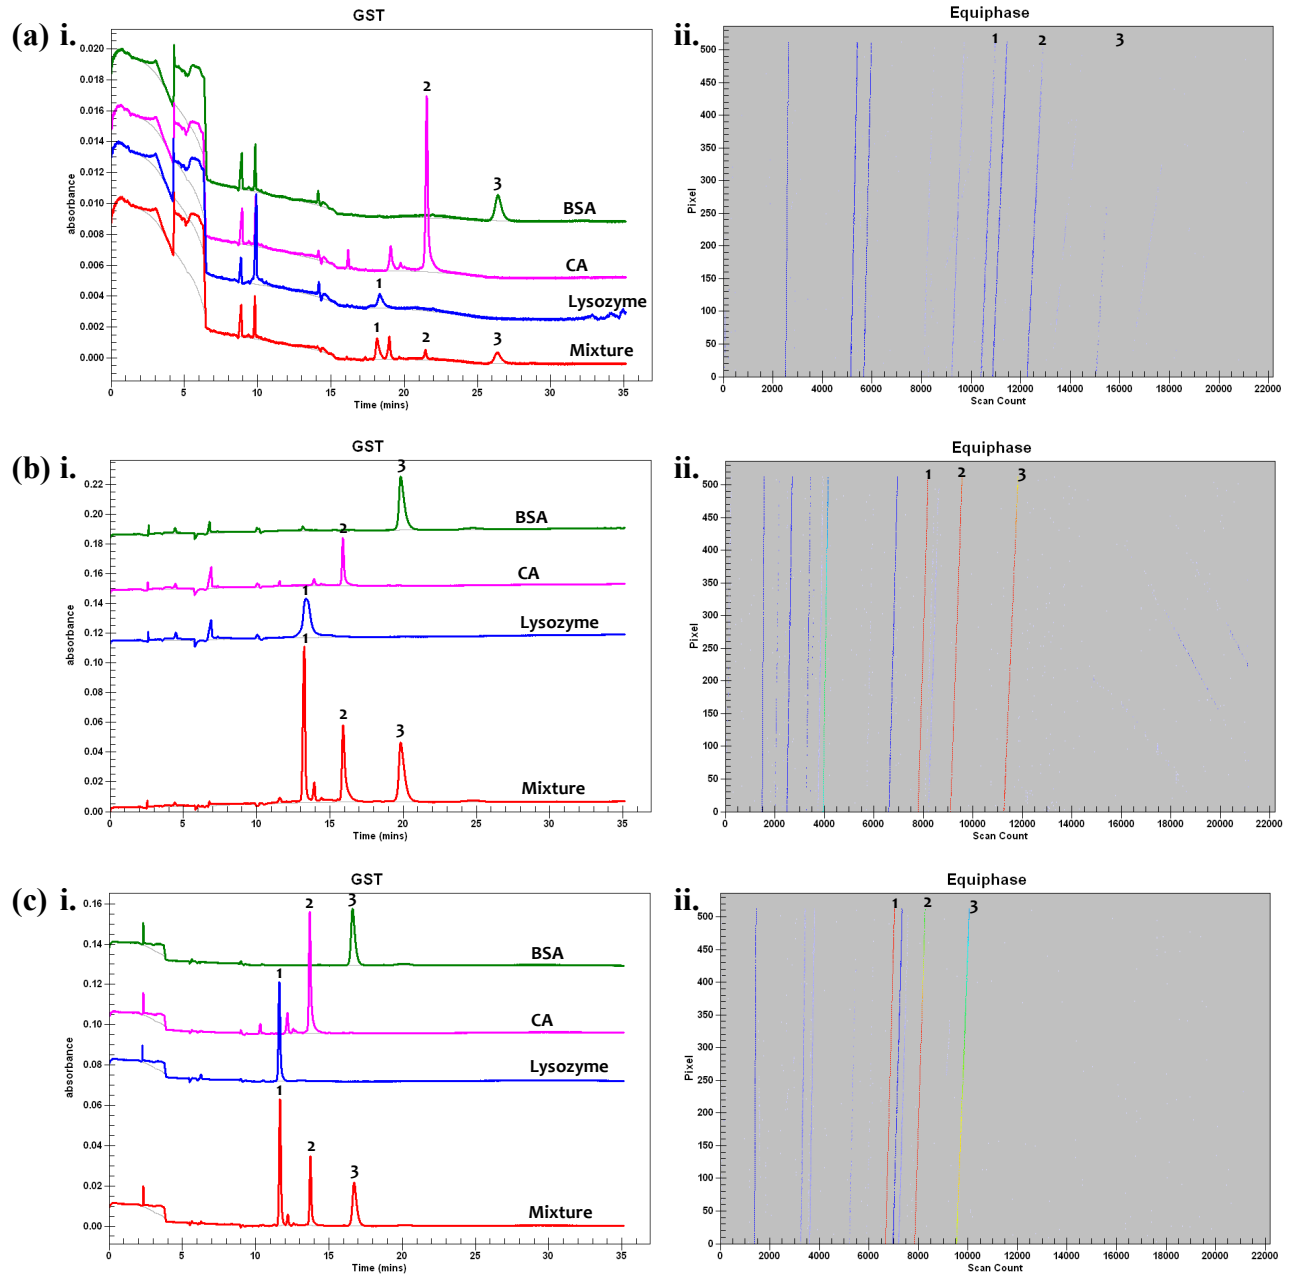 (a) i.
GST
0.020
0.018
0.016
0.014
0.012
0.010
0.008
0.006
0.004
0.002
0.000
absorbance
2
3
BSA
CA
1
Lysozyme
1
2
3
Mixture
0 5 10 15 20 25 30 35
Time (mins)
ii.
Equiphase
1 2 3
500
450
400
350
300
250
200
150
100
50
0
Pixel
0 2000 4000 6000 8000 10000 12000 14000 16000 18000 20000 22000
Scan Count
(b) i.
GST
0.22
0.20
0.18
0.16
0.14
0.12
0.10
0.08
0.06
0.04
0.02
0.00
absorbance
3
BSA
2
CA
1
Lysozyme
1
2
3
Mixture
0 5 10 15 20 25 30 35
Time (mins)
ii.
Equiphase
1 2 3
500
450
400
350
300
250
200
150
100
50
0
Pixel
0 2000 4000 6000 8000 10000 12000 14000 16000 18000 20000 22000
Scan Count
(c) i.
GST
0.16
0.14
0.12
0.10
0.08
0.06
0.04
0.02
0.00
absorbance
2
3
BSA
1
CA
Lysozyme
1
2
3
Mixture
0 5 10 15 20 25 30 35
Time (mins)
ii.
Equiphase
1 2 3
500
450
400
350
300
250
200
150
100
50
0
Pixel
0 2000 4000 6000 8000 10000 12000 14000 16000 18000 20000 22000
Scan Count